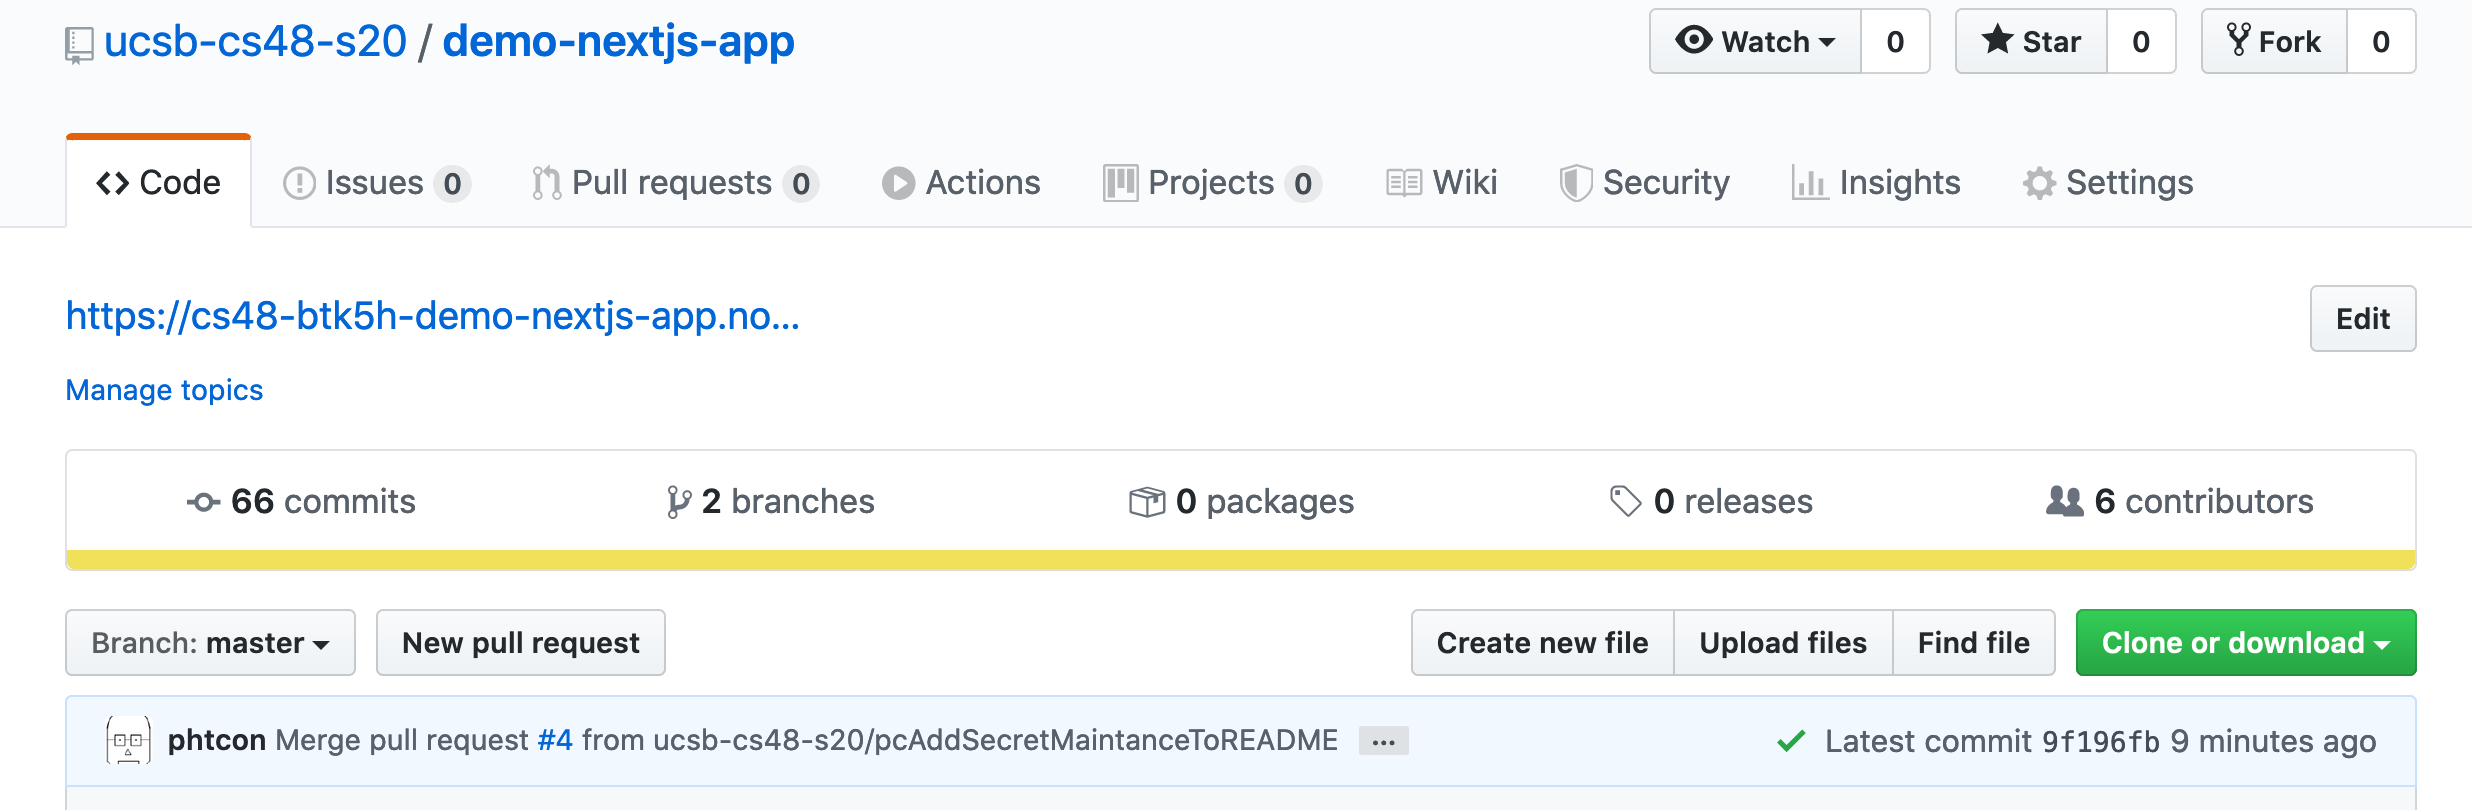 ucsb-cs48-s20 / demo-nextjs-app Watch 0 Star 0 Fork 0
Code Issues 0 Pull requests 0 Actions Projects 0 Wiki Security Insights Settings
https://cs48-btk5h-demo-nextjs-app.no... Edit
Manage topics
66 commits 2 branches 0 packages 0 releases 6 contributors
Branch: master New pull request Create new file Upload files Find file Clone or download
phtcon Merge pull request #4 from ucsb-cs48-s20/pcAddSecretMaintanceToREADME ... Latest commit 9f196fb 9 minutes ago